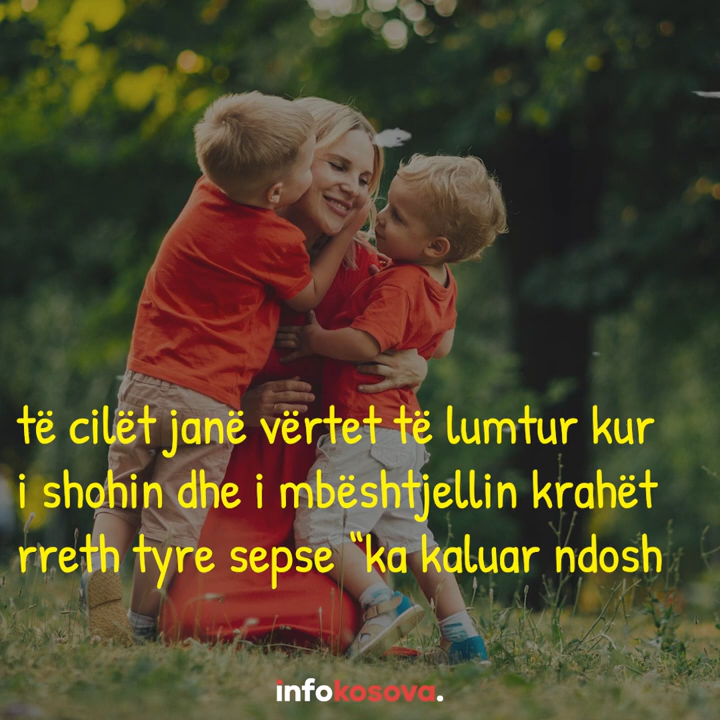 të cilët janë vërtet të lumtur kur
i shohin dhe i mbështjellin krahët
rreth tyre sepse “ka kaluar ndosh
infokosova.